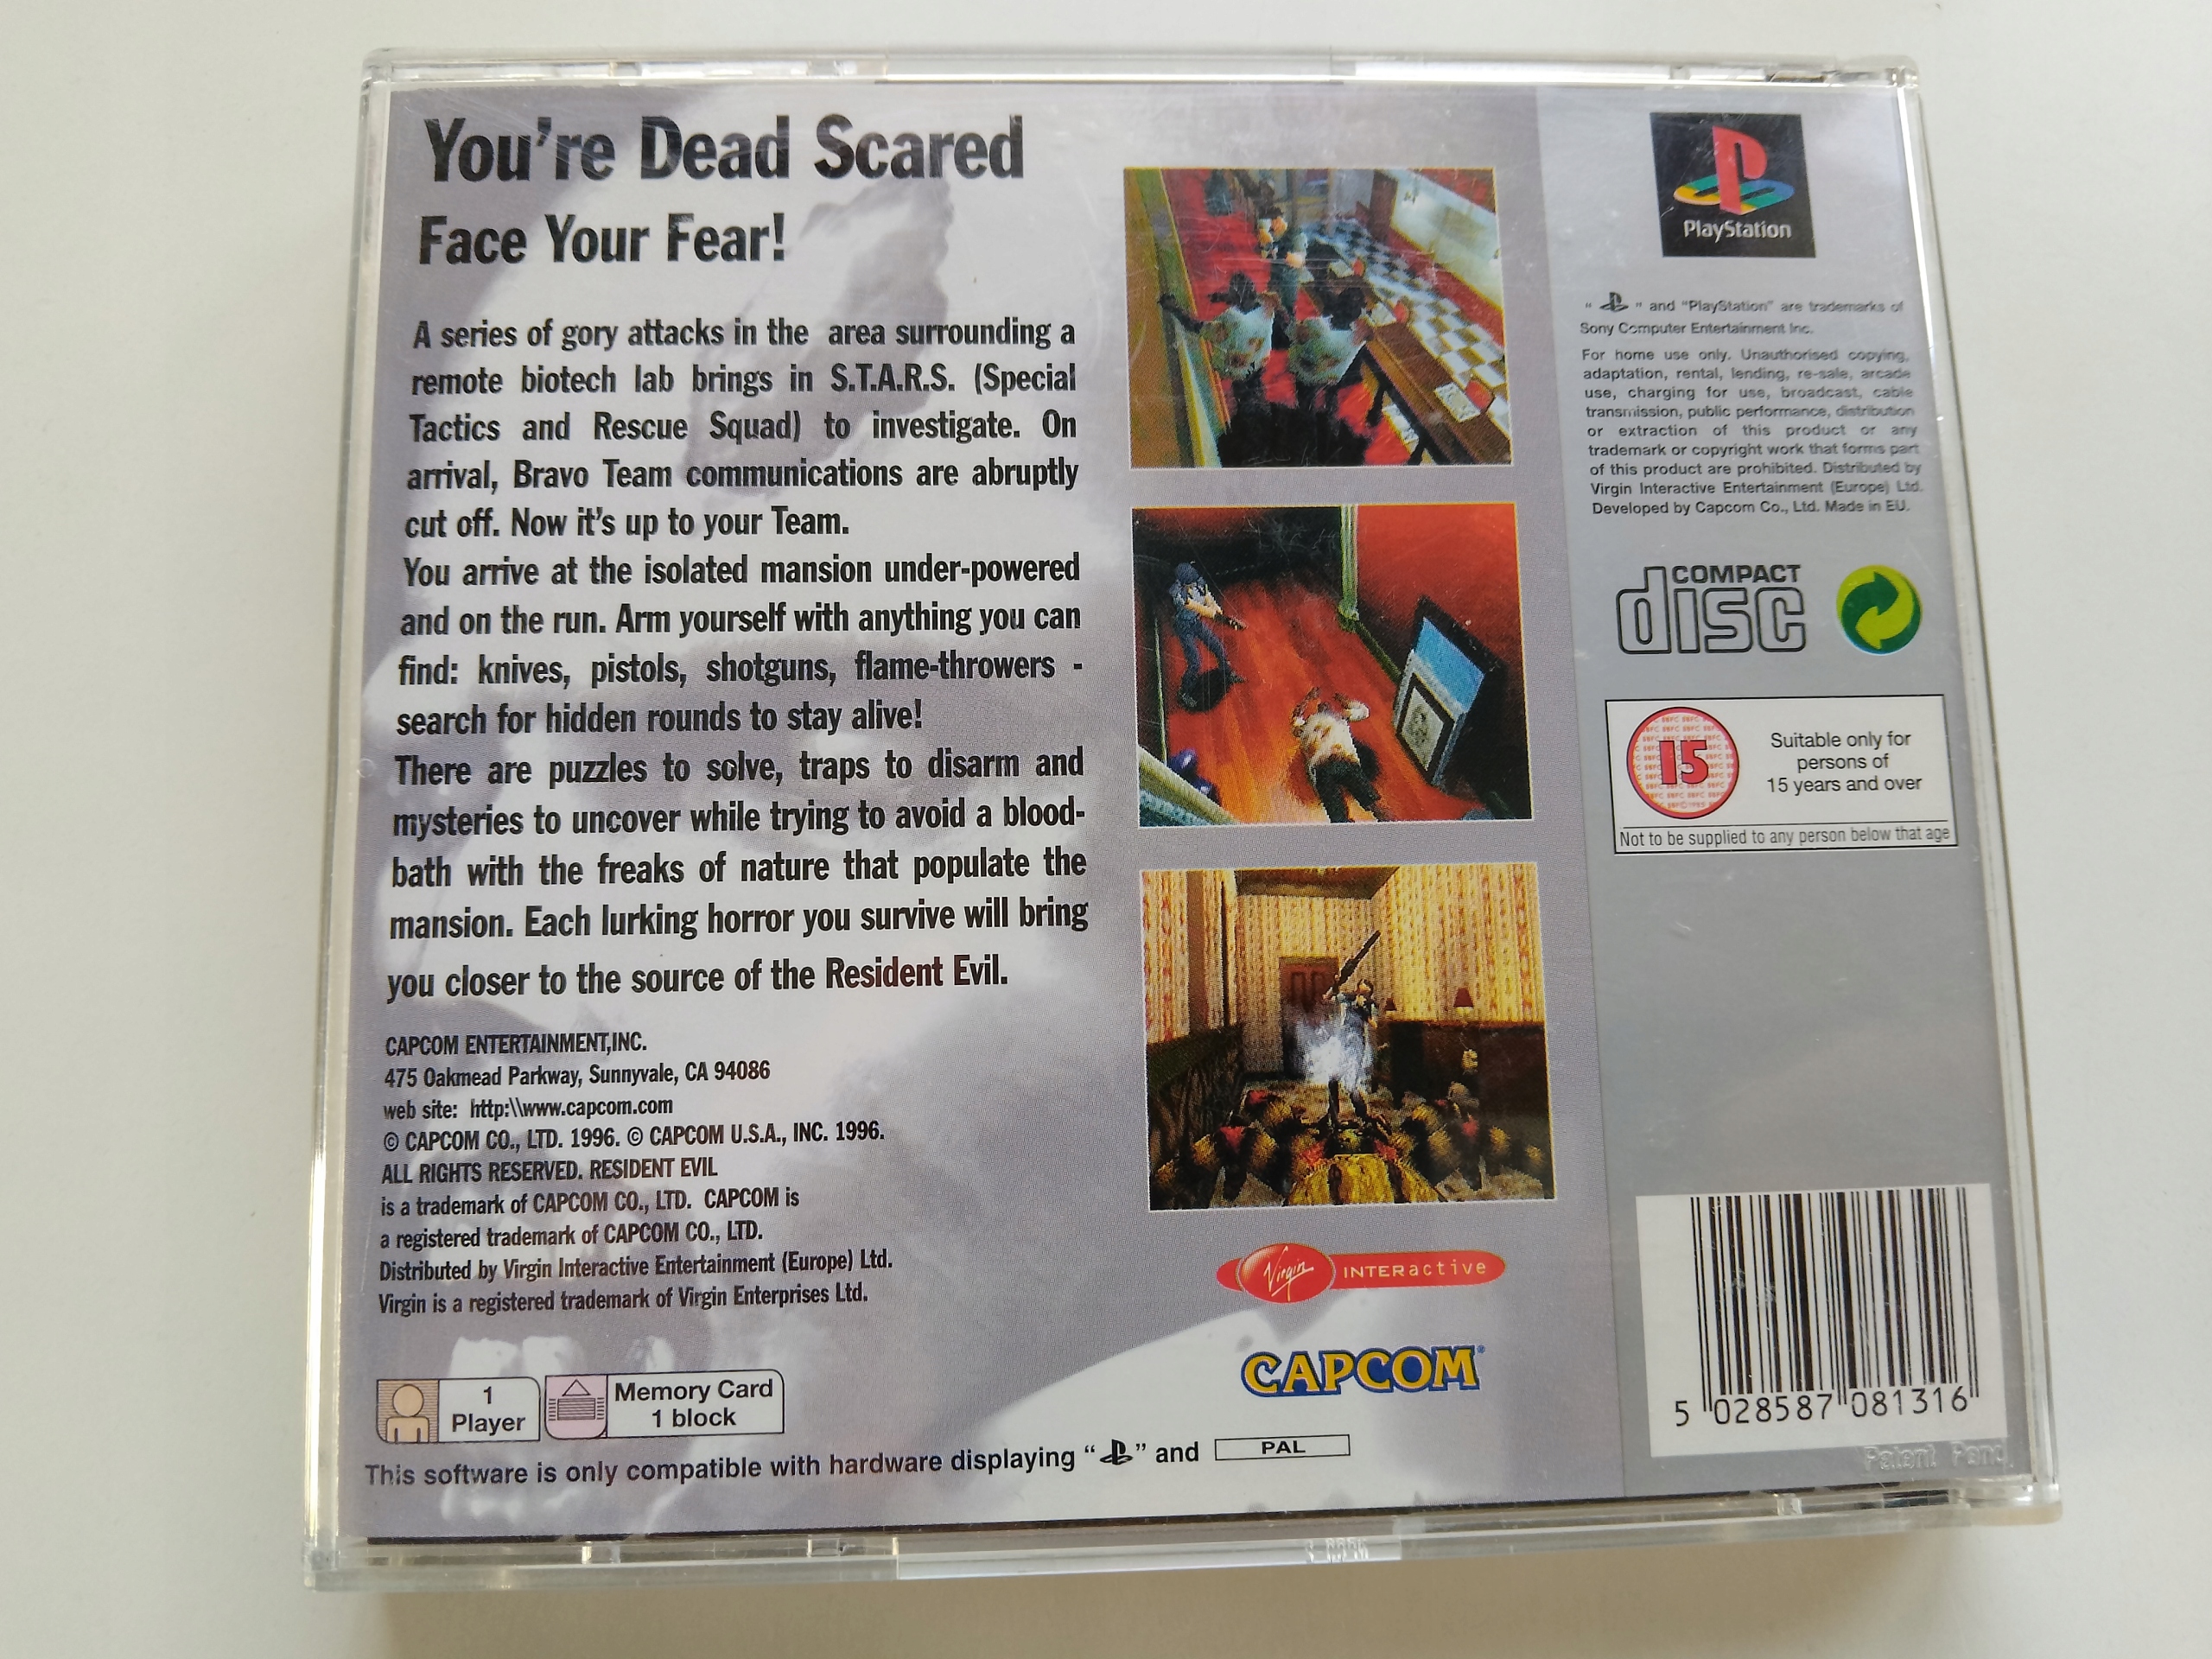 You're Dead Scared
Face Your Fear!
A series of gory attacks in the area surrounding a
remote biotech lab brings in S.T.A.R.S. (Special
Tactics and Rescue Squad) to investigate. On
arrival, Bravo Team communications are abruptly
cut off. Now it's up to your Team.
You arrive at the isolated mansion under-powered
and on the run. Arm yourself with anything you can
find: knives, pistols, shotguns, flame-throwers -
search for hidden rounds to stay alive!
There are puzzles to solve, traps to disarm and
mysteries to uncover while trying to avoid a blood-
bath with the freaks of nature that populate the
mansion. Each lurking horror you survive will bring
you closer to the source of the Resident Evil.
CAPCOM ENTERTAINMENT,INC.
475 Oakmead Parkway, Sunnyvale, CA 94086
web site: http:\\www.capcom.com
© CAPCOM CO., LTD. 1996. © CAPCOM U.S.A., INC. 1996.
ALL RIGHTS RESERVED. RESIDENT EVIL
is a trademark of CAPCOM CO., LTD. CAPCOM is
a registered trademark of CAPCOM CO., LTD.
Distributed by Virgin Interactive Entertainment (Europe) Ltd.
Virgin is a registered trademark of Virgin Enterprises Ltd.
1
Player
Memory Card
1 block
This software is only compatible with hardware displaying " " and PAL
Virgin INTERactive
CAPCOM®
PlayStation
" " and "PlayStation" are trademarks of
Sony Computer Entertainment Inc.
For home use only. Unauthorised copying,
adaptation, rental, lending, re-sale, arcade
use, charging for use, broadcast, cable
transmission, public performance, distribution
or extraction of this product or any
trademark or copyright work that forms part
of this product are prohibited. Distributed by
Virgin Interactive Entertainment (Europe) Ltd.
Developed by Capcom Co., Ltd. Made in EU.
COMPACT
disc
15
Suitable only for
persons of
15 years and over
Not to be supplied to any person below that age
5 028587 081316
Patent Pend